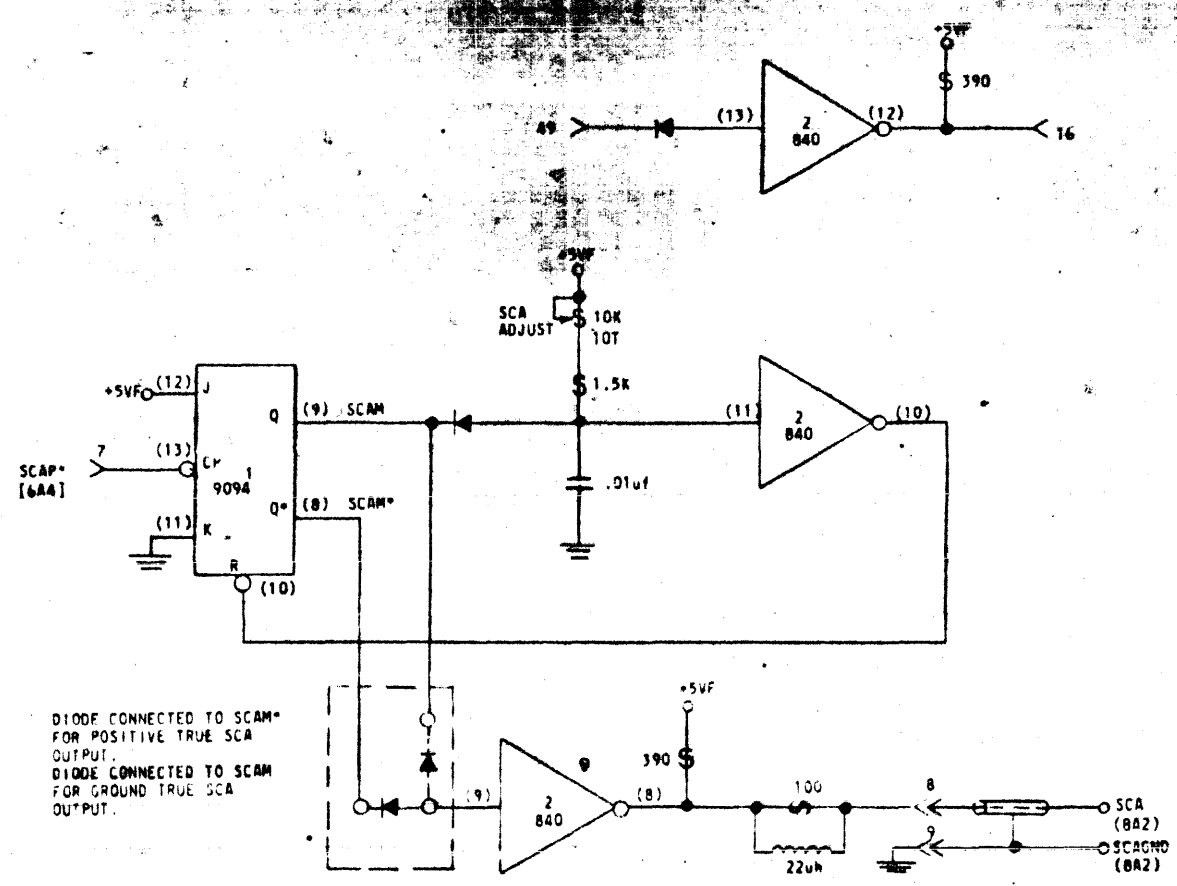 +5VF
390
49
(13)
2
840
(12)
16
+5VF
SCA
ADJUST
10K
10T
1.5K
+5VF
(12)
J
Q
(9) SCAM
(11)
2
840
(10)
7
(13)
CP
1
9094
SCAP*
[6A4]
.01uf
Q*
(8) SCAM*
(11)
K
R
(10)
DIODE CONNECTED TO SCAM*
FOR POSITIVE TRUE SCA
OUTPUT.
DIODE CONNECTED TO SCAM
FOR GROUND TRUE SCA
OUTPUT.
+5VF
390
(9)
2
840
(8)
100
22uh
8
SCA
(8A2)
9
SCAGND
(8A2)